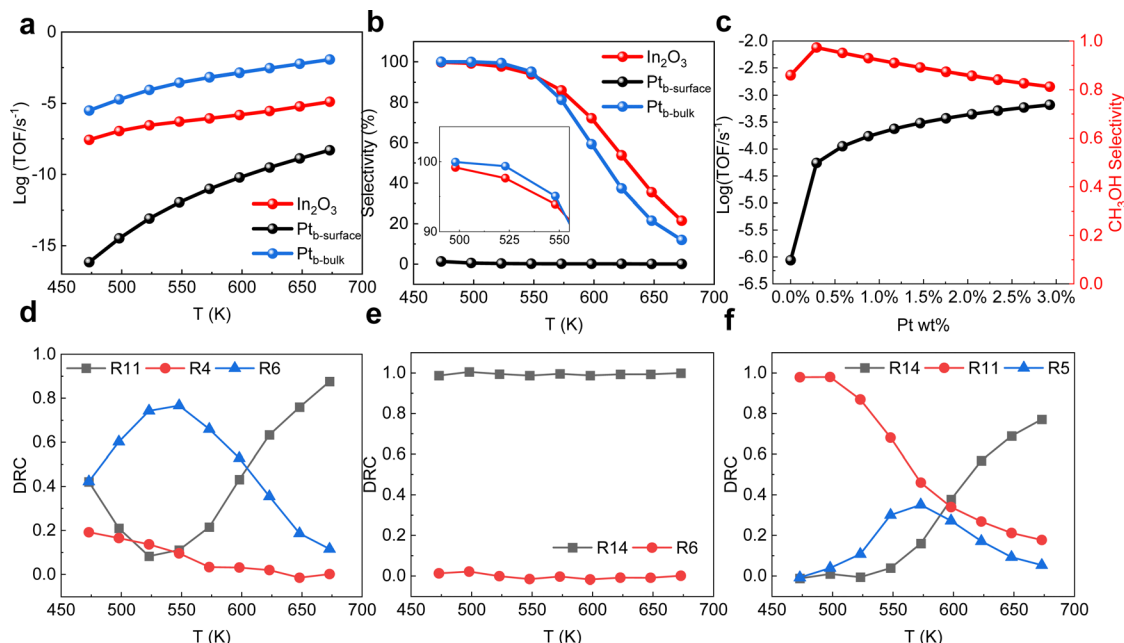 a
0
-5
-10
-15
Log (TOF/s⁻¹)
In₂O₃
Pt_b-surface
Pt_b-bulk
450 500 550 600 650 700
T (K)
b
100
80
60
40
20
0
Selectivity (%)
In₂O₃
Pt_b-surface
Pt_b-bulk
100
90
500 525 550
450 500 550 600 650 700
T (K)
c
-2.0
-2.5
-3.0
-3.5
-4.0
-4.5
-5.0
-5.5
-6.0
-6.5
Log(TOF/s⁻¹)
1.0
0.8
0.6
0.4
0.2
0.0
CH₃OH Selectivity
0.0% 0.5% 1.0% 1.5% 2.0% 2.5% 3.0%
Pt wt%
d
R11 R4 R6
1.0
0.8
0.6
0.4
0.2
0.0
DRC
450 500 550 600 650 700
T (K)
e
1.0
0.8
0.6
0.4
0.2
0.0
DRC
R14 R6
450 500 550 600 650 700
T (K)
f
R14 R11 R5
1.0
0.8
0.6
0.4
0.2
0.0
DRC
450 500 550 600 650 700
T (K)